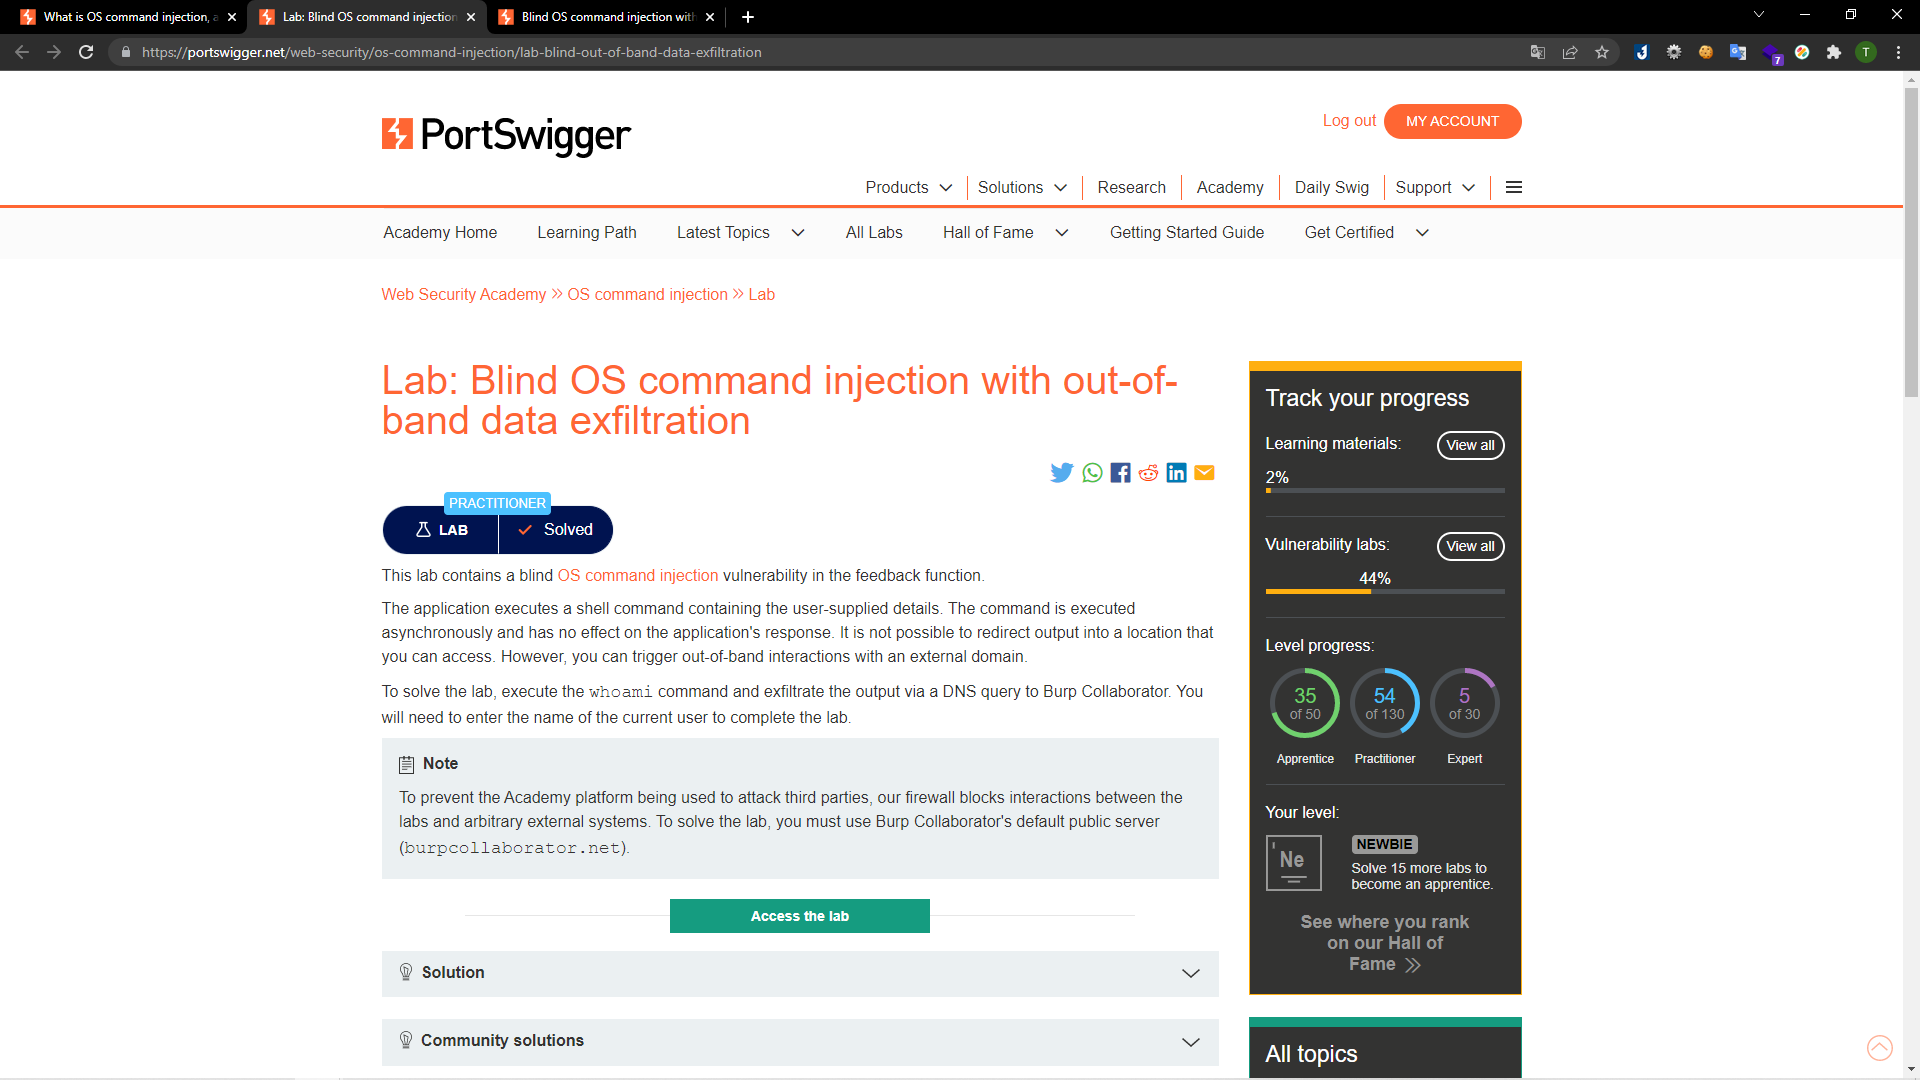 What is OS command injection, a
Lab: Blind OS command injection
Blind OS command injection with
https://portswigger.net/web-security/os-command-injection/lab-blind-out-of-band-data-exfiltration
7
T
PortSwigger
Log out
MY ACCOUNT
Products
Solutions
Research
Academy
Daily Swig
Support
Academy Home
Learning Path
Latest Topics
All Labs
Hall of Fame
Getting Started Guide
Get Certified
Web Security Academy » OS command injection » Lab
Lab: Blind OS command injection with out-of-
band data exfiltration
PRACTITIONER
LAB
Solved
This lab contains a blind OS command injection vulnerability in the feedback function.
The application executes a shell command containing the user-supplied details. The command is executed
asynchronously and has no effect on the application's response. It is not possible to redirect output into a location that
you can access. However, you can trigger out-of-band interactions with an external domain.
To solve the lab, execute the whoami command and exfiltrate the output via a DNS query to Burp Collaborator. You
will need to enter the name of the current user to complete the lab.
Note
To prevent the Academy platform being used to attack third parties, our firewall blocks interactions between the
labs and arbitrary external systems. To solve the lab, you must use Burp Collaborator's default public server
(burpcollaborator.net).
Access the lab
Solution
Community solutions
Track your progress
Learning materials:
View all
2%
Vulnerability labs:
View all
44%
Level progress:
35
of 50
54
of 130
5
of 30
Apprentice
Practitioner
Expert
Your level:
Ne
NEWBIE
Solve 15 more labs to
become an apprentice.
See where you rank
on our Hall of
Fame »
All topics